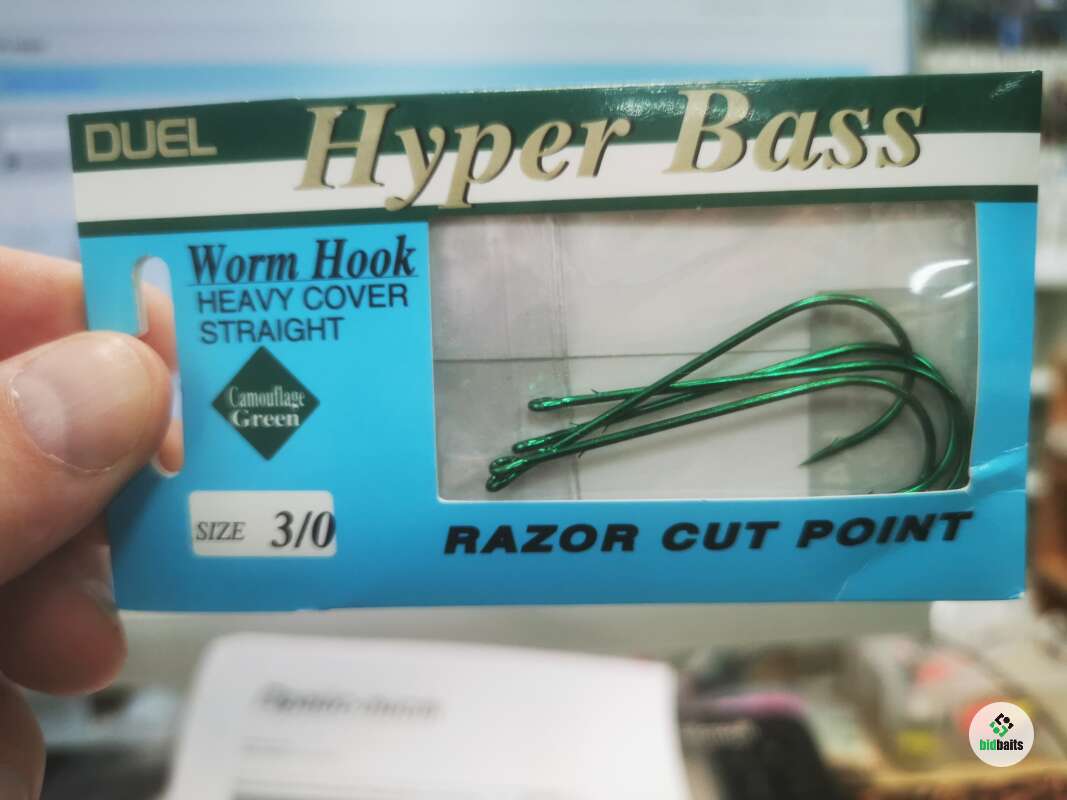 DUEL
Hyper Bass
Worm Hook
HEAVY COVER
STRAIGHT
Camouflage
Green
SIZE 3/0
RAZOR CUT POINT
bidbaits